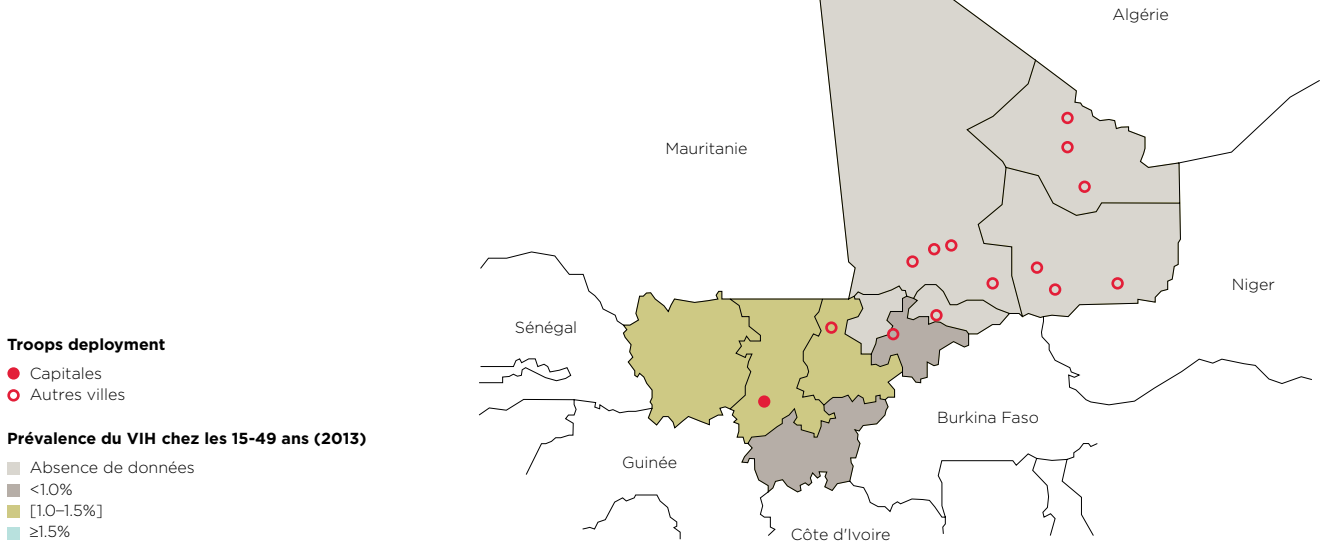 Algérie
Mauritanie
Niger
Sénégal
Burkina Faso
Guinée
Côte d'Ivoire
Troops deployment
Capitales
Autres villes
Prévalence du VIH chez les 15-49 ans (2013)
Absence de données
<1.0%
[1.0–1.5%]
≥1.5%